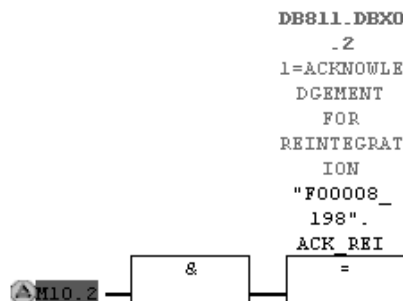 DB811.DBX0
.2
1=ACKNOWLE
DGEMENT
FOR
REINTEGRAT
ION
"F00008_
198".
ACK_REI
& =
M10.2